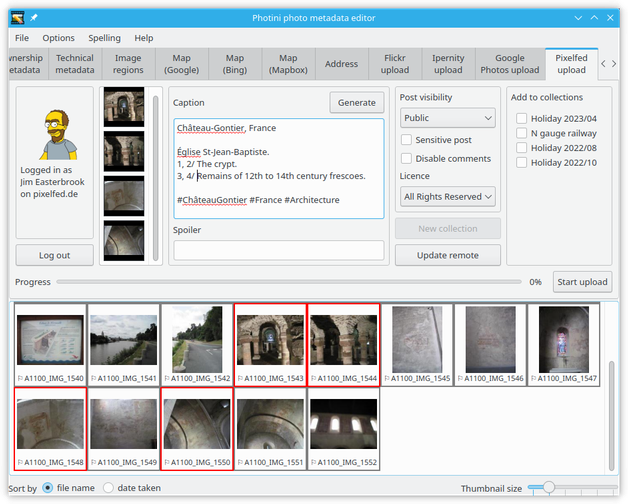 Photini photo metadata editor
File Options Spelling Help
nership
etadata
Technical
metadata
Image
regions
Map
(Google)
Map
(Bing)
Map
(Mapbox)
Address
Flickr
upload
Ipernity
upload
Google
Photos upload
Pixelfed
upload
Logged in as
Jim Easterbrook
on pixelfed.de
Log out
Caption
Generate
Château-Gontier, France
Église St-Jean-Baptiste.
1, 2/ The crypt.
3, 4/ Remains of 12th to 14th century frescoes.
#ChâteauGontier #France #Architecture
Spoiler
Post visibility
Public
Sensitive post
Disable comments
Licence
All Rights Reserved
New collection
Update remote
Add to collections
Holiday 2023/04
N gauge railway
Holiday 2022/08
Holiday 2022/10
Progress
0%
Start upload
A1100_IMG_1540
A1100_IMG_1541
A1100_IMG_1542
A1100_IMG_1543
A1100_IMG_1544
A1100_IMG_1545
A1100_IMG_1546
A1100_IMG_1547
A1100_IMG_1548
A1100_IMG_1549
A1100_IMG_1550
A1100_IMG_1551
A1100_IMG_1552
Sort by file name date taken
Thumbnail size